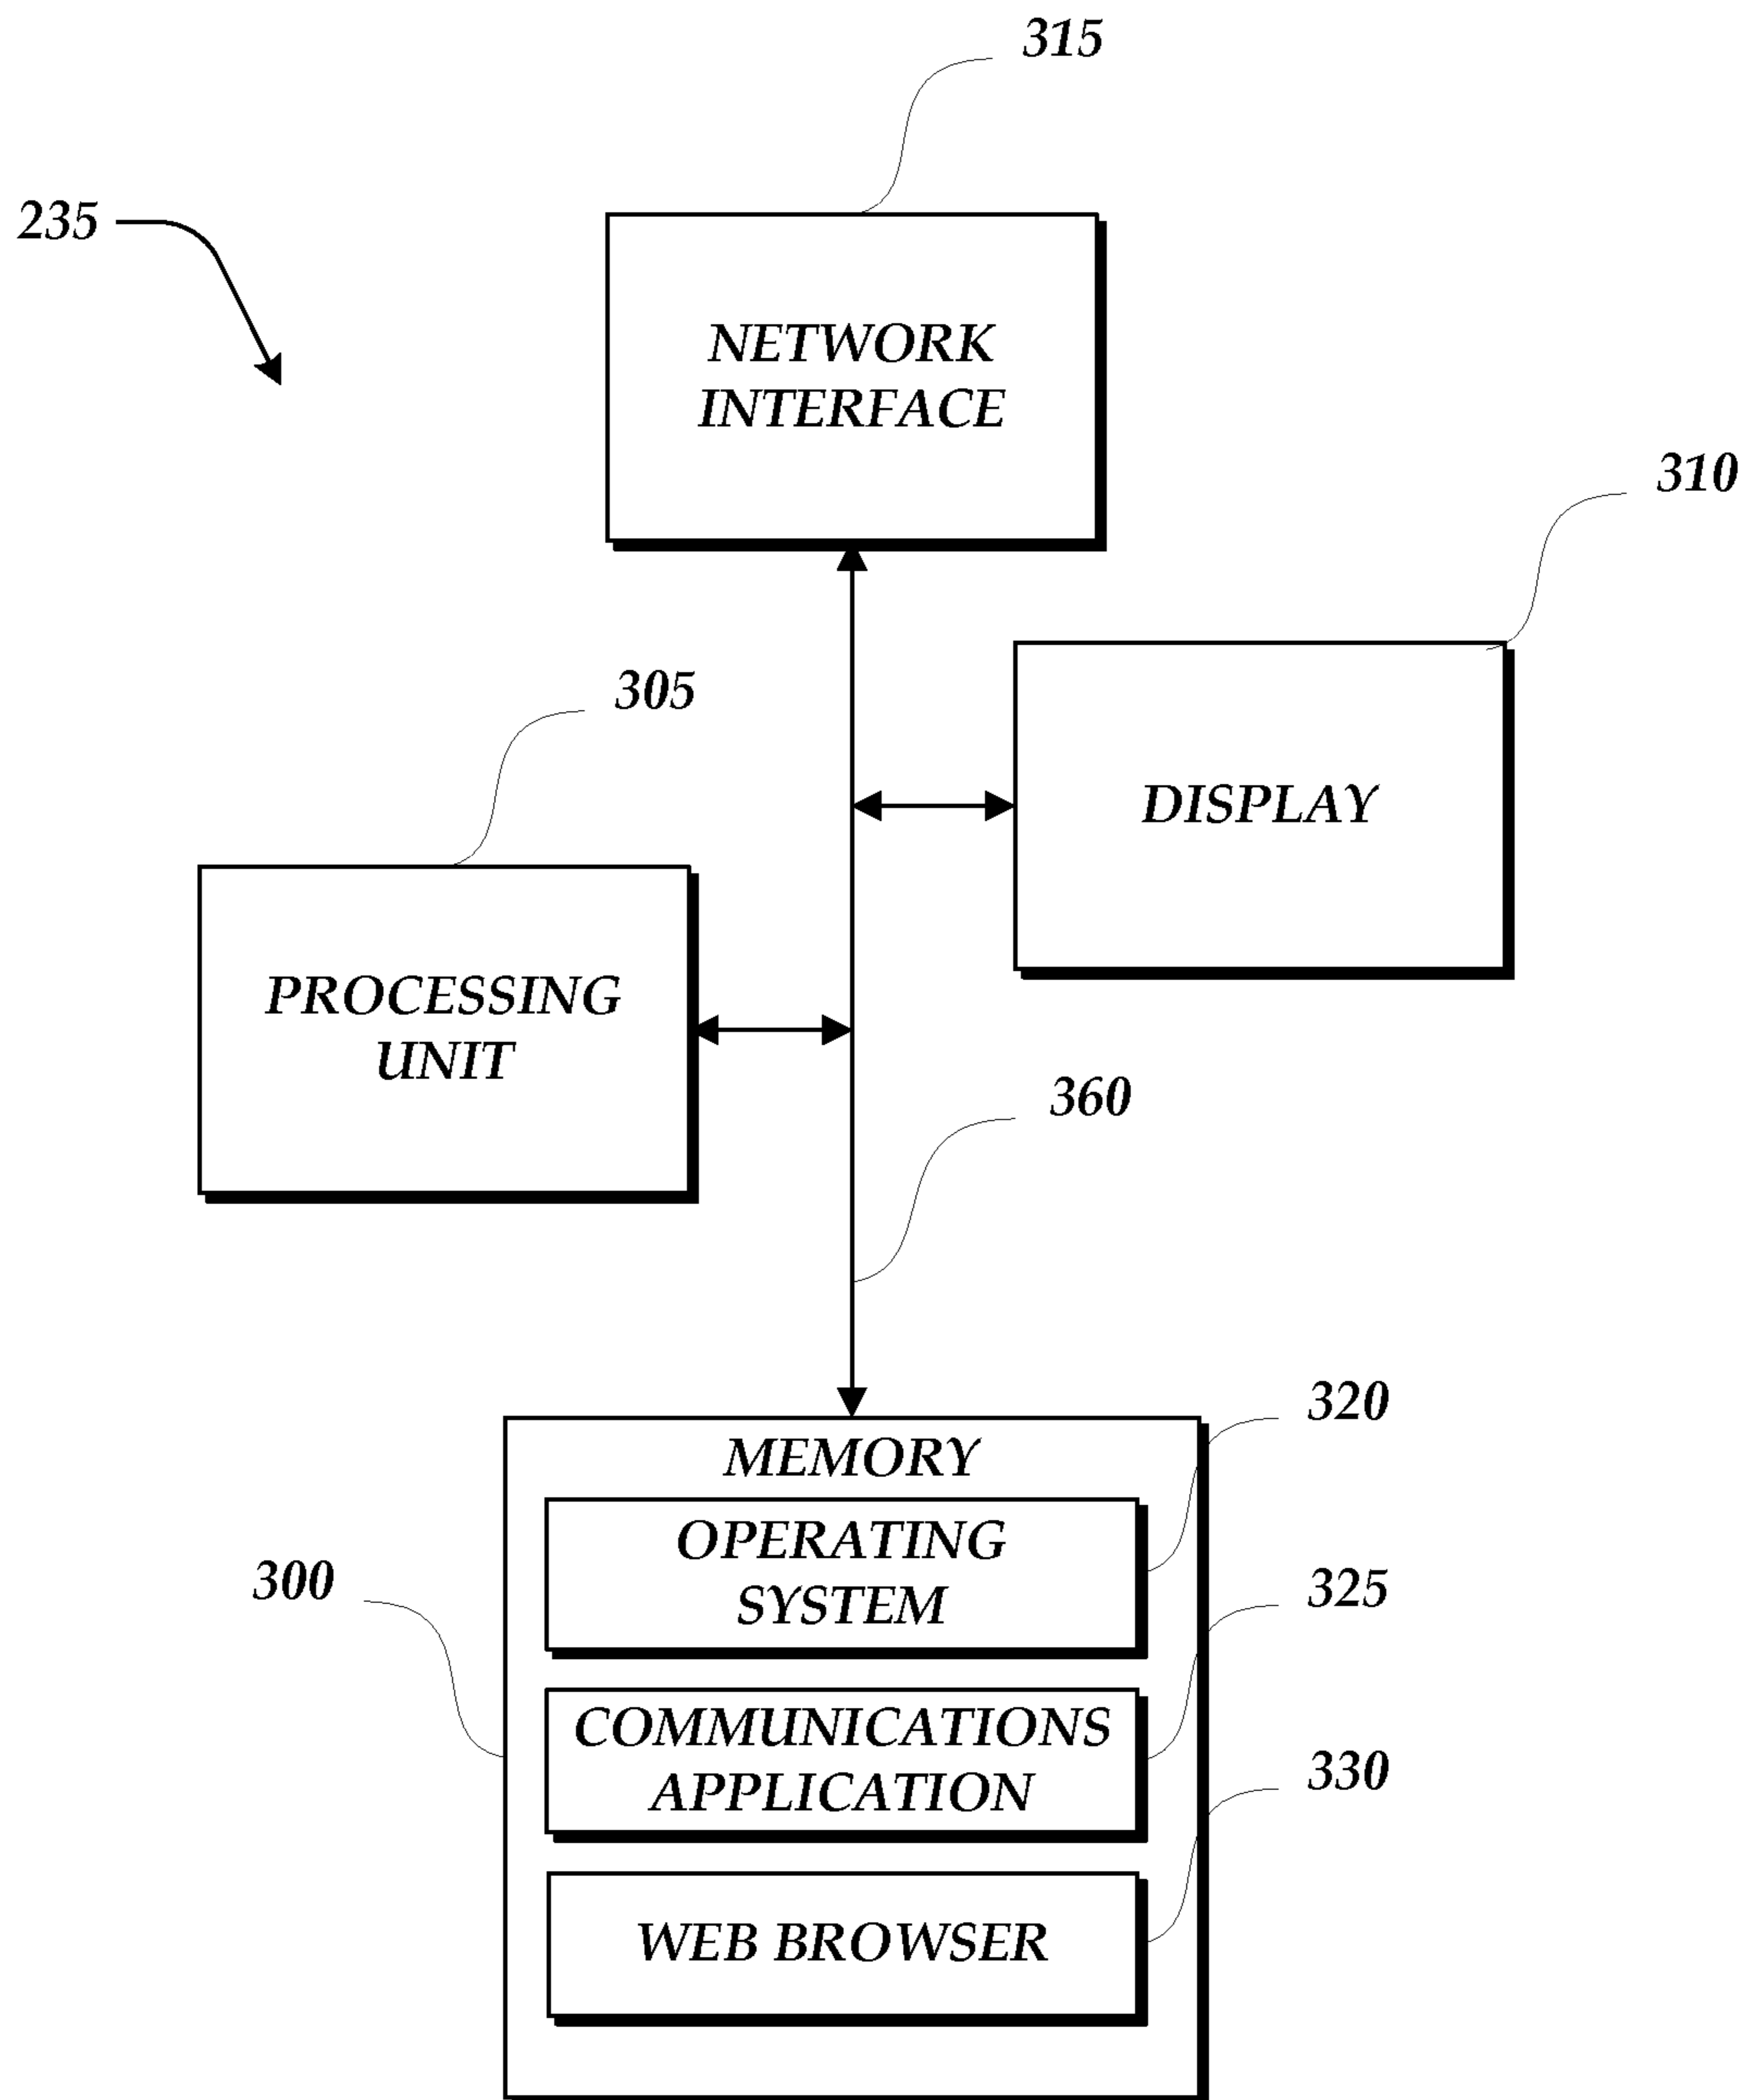 315
235
NETWORK
INTERFACE
310
305
DISPLAY
PROCESSING
UNIT
360
320
MEMORY
OPERATING
SYSTEM
300
325
COMMUNICATIONS
APPLICATION
330
WEB BROWSER